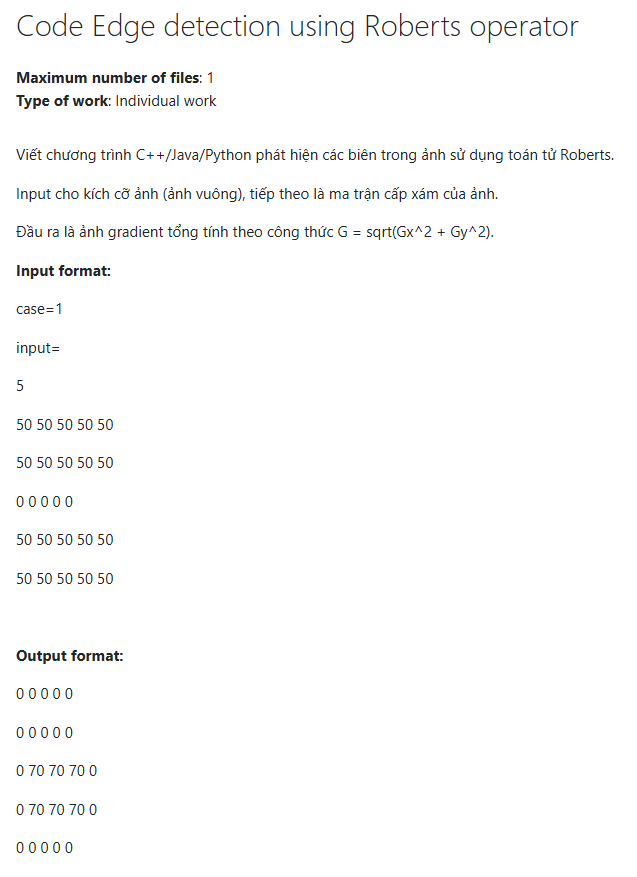 Code Edge detection using Roberts operator
Maximum number of files: 1
Type of work: Individual work
Viết chương trình C++/Java/Python phát hiện các biên trong ảnh sử dụng toán tử Roberts.
Input cho kích cỡ ảnh (ảnh vuông), tiếp theo là ma trận cấp xám của ảnh.
Đầu ra là ảnh gradient tổng tính theo công thức G = sqrt(Gx^2 + Gy^2).
Input format:
case=1
input=
5
50 50 50 50 50
50 50 50 50 50
0 0 0 0 0
50 50 50 50 50
50 50 50 50 50
Output format:
0 0 0 0 0
0 0 0 0 0
0 70 70 70 0
0 70 70 70 0
0 0 0 0 0